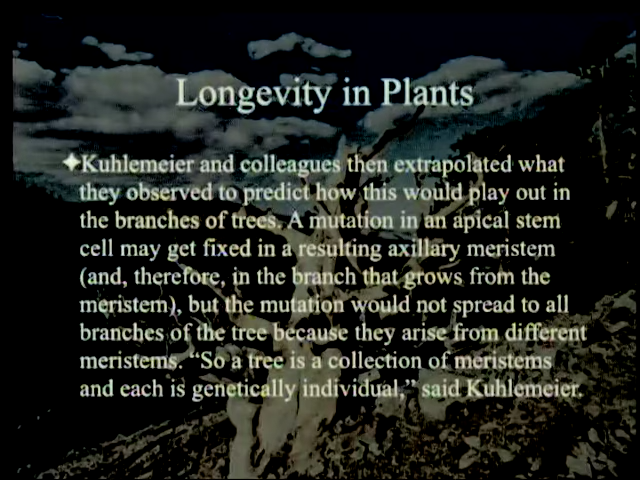 Longevity in Plants
✦Kuhlemeier and colleagues then extrapolated what
they observed to predict how this would play out in
the branches of trees. A mutation in an apical stem
cell may get fixed in a resulting axillary meristem
(and, therefore, in the branch that grows from the
meristem), but the mutation would not spread to all
branches of the tree because they arise from different
meristems. “So a tree is a collection of meristems
and each is genetically individual,” said Kuhlemeier.